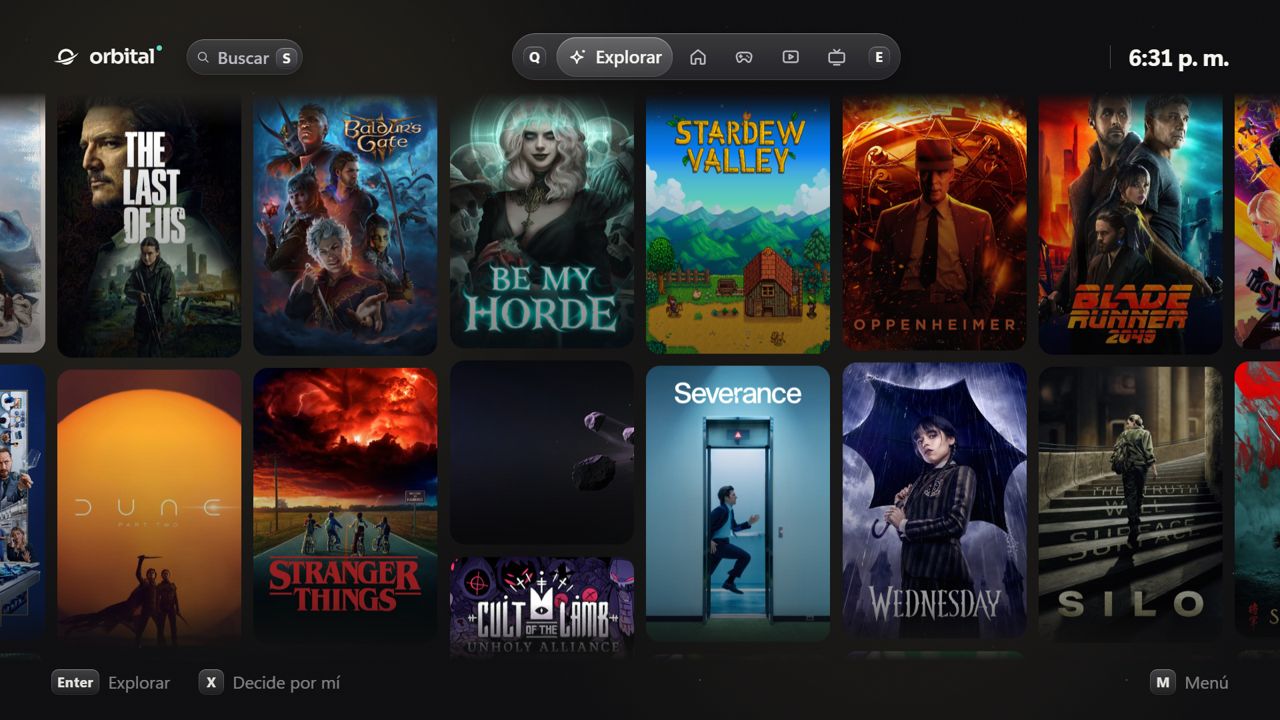 orbital
Buscar S
Q
Explorar
E
6:31 p. m.
THE
LAST
OF US
Baldur's
Gate
BE MY
HORDE
STARDEW
VALLEY
OPPENHEIMER
BLADE
RUNNER
2049
DUNE
PART TWO
STRANGER
THINGS
CULT
OF THE
LAMB
UNHOLY ALLIANCE
Severance
WEDNESDAY
THE TRUTH
WILL
SURFACE
SILO
Enter Explorar
X Decide por mí
M Menú